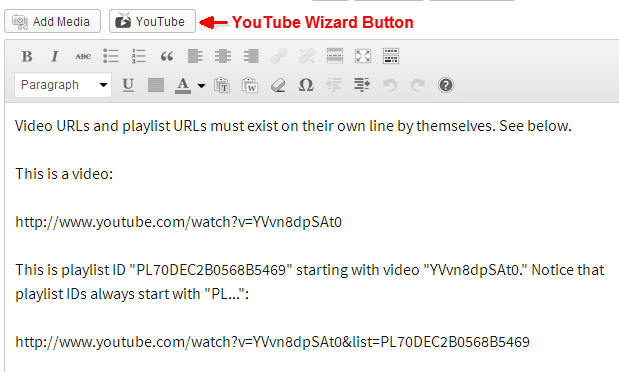 Add Media YouTube YouTube Wizard Button
B I ABC “
Paragraph U A T W Ω ?
Video URLs and playlist URLs must exist on their own line by themselves. See below.
This is a video:
http://www.youtube.com/watch?v=YVvn8dpSAt0
This is playlist ID "PL70DEC2B0568B5469" starting with video "YVvn8dpSAt0." Notice that
playlist IDs always start with "PL...":
http://www.youtube.com/watch?v=YVvn8dpSAt0&list=PL70DEC2B0568B5469